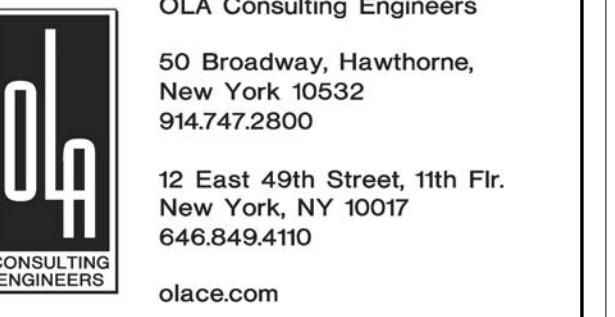 OLA Consulting Engineers
50 Broadway, Hawthorne,
New York 10532
914.747.2800
12 East 49th Street, 11th Flr.
New York, NY 10017
646.849.4110
olace.com
OLA
CONSULTING
ENGINEERS